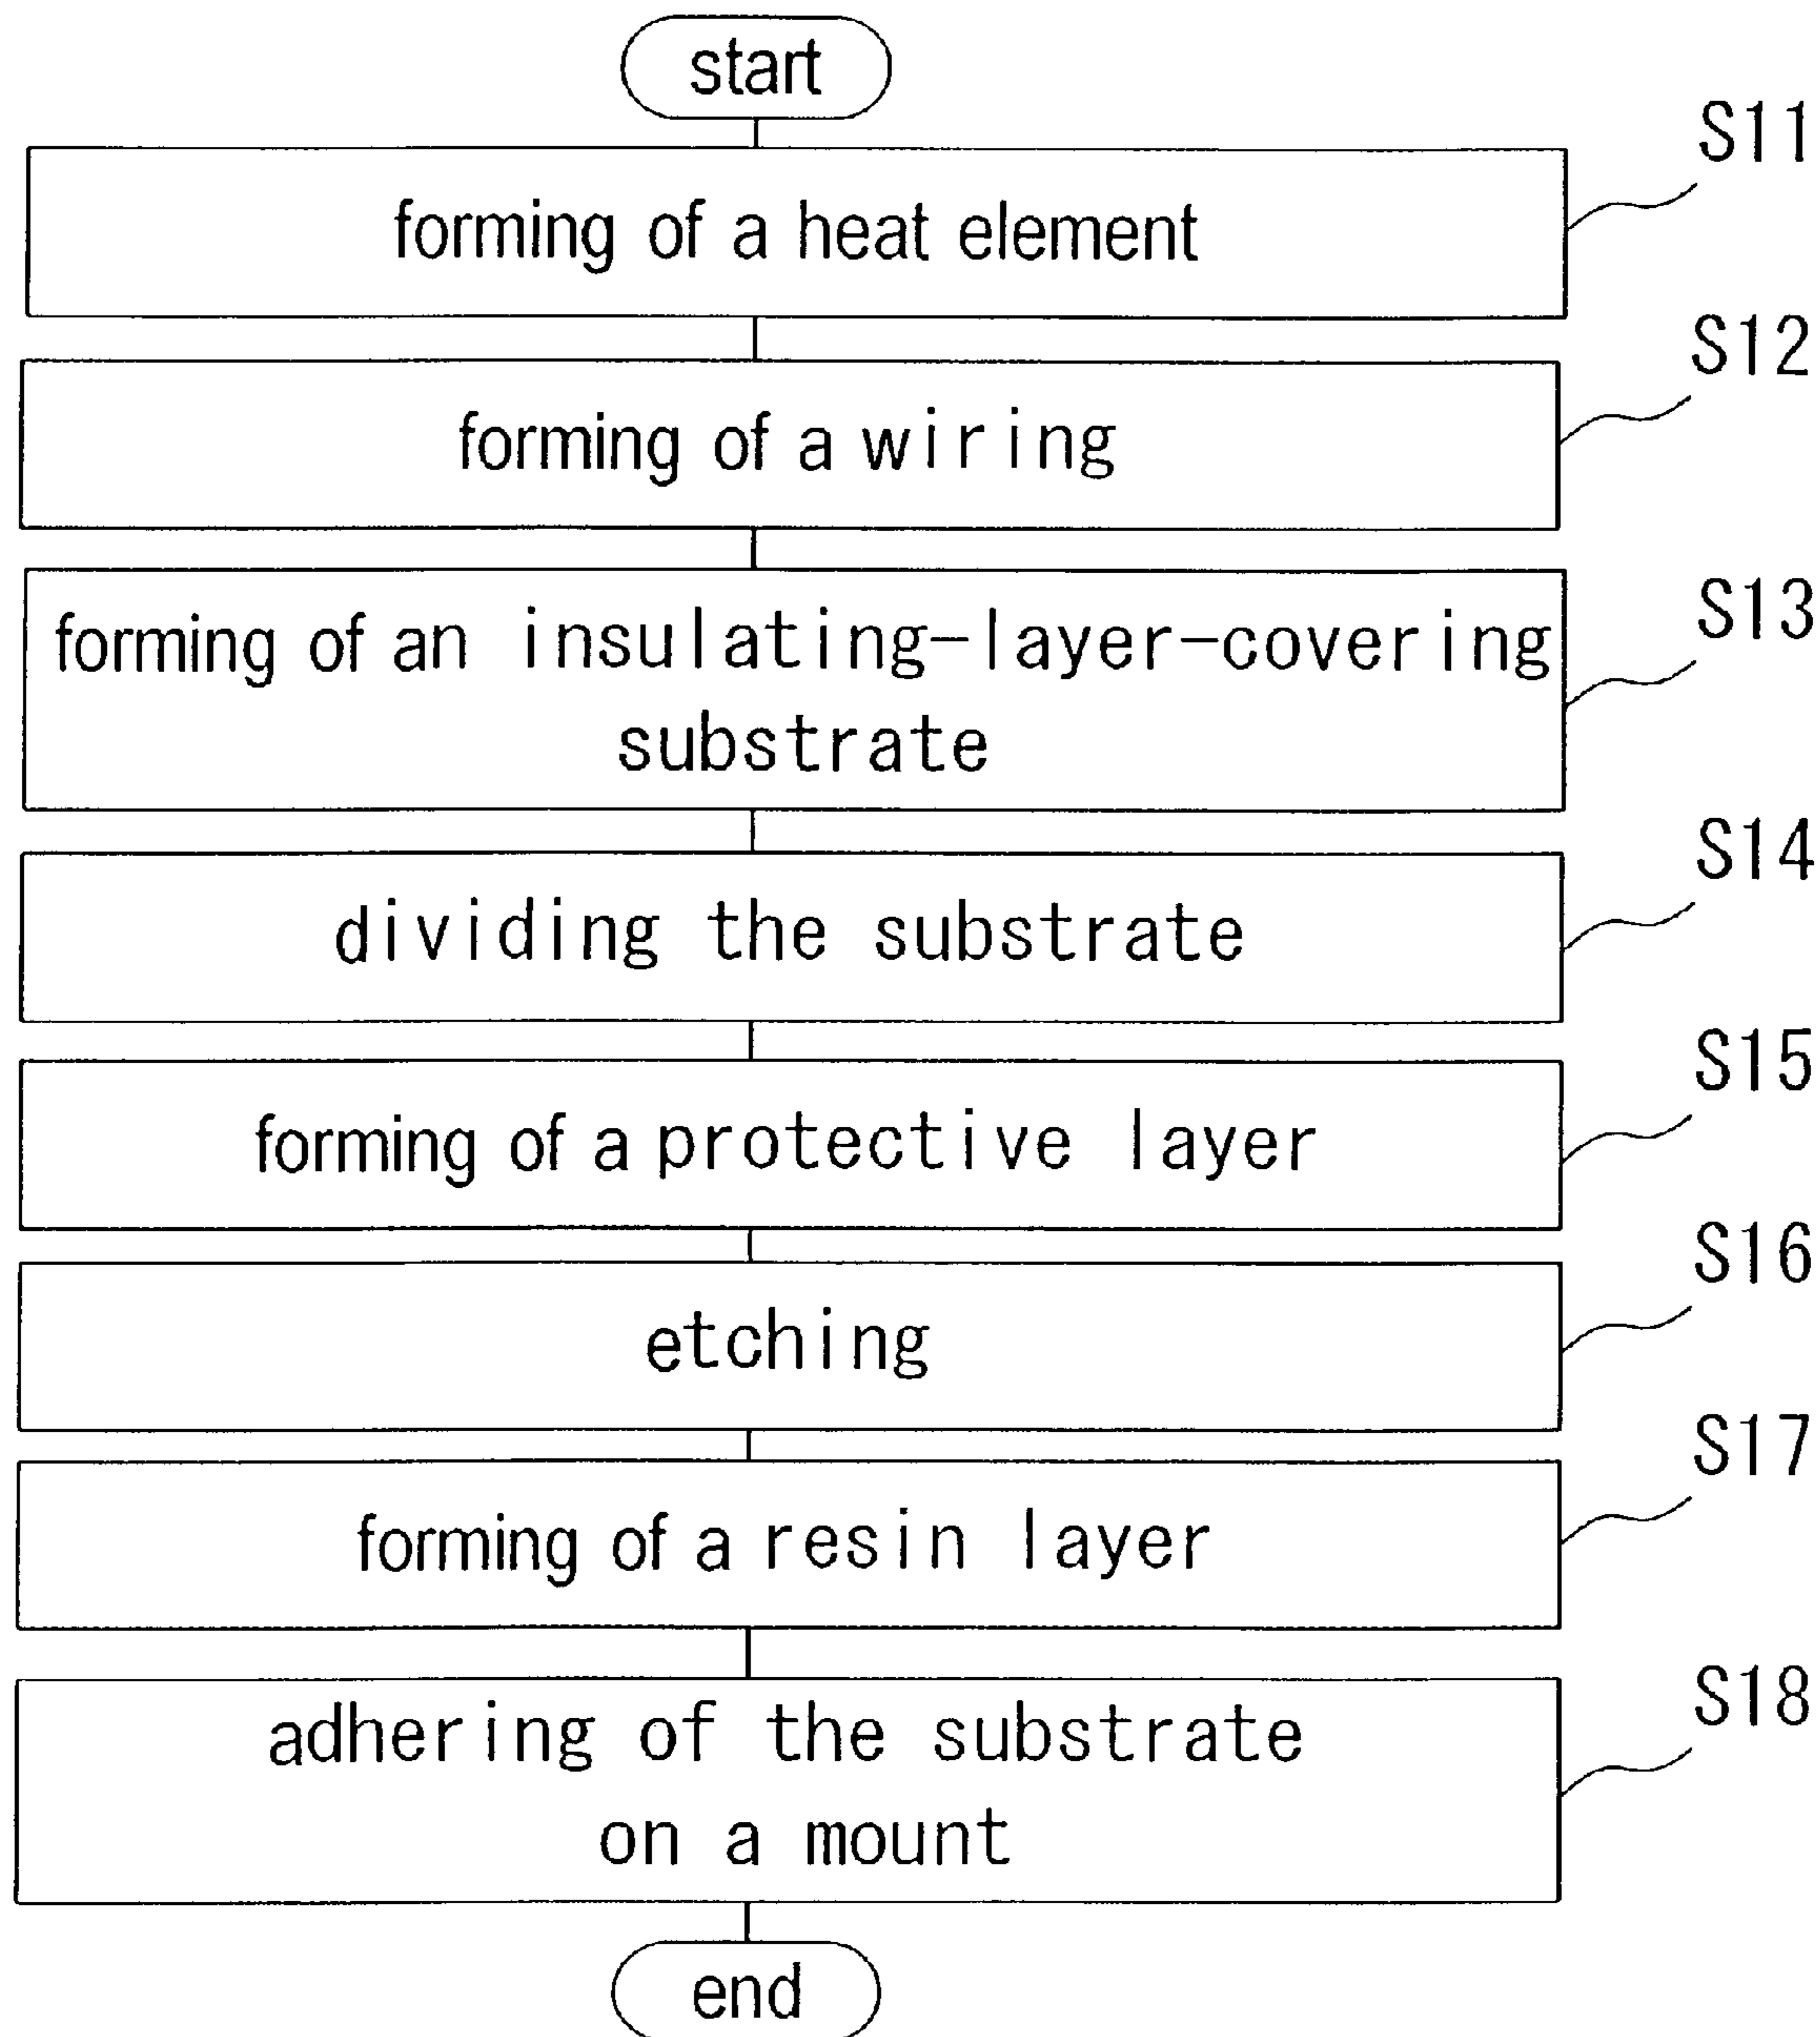 start
S11
forming of a heat element
S12
forming of a wiring
S13
forming of an insulating-layer-covering
substrate
S14
dividing the substrate
S15
forming of a protective layer
S16
etching
S17
forming of a resin layer
S18
adhering of the substrate
on a mount
end